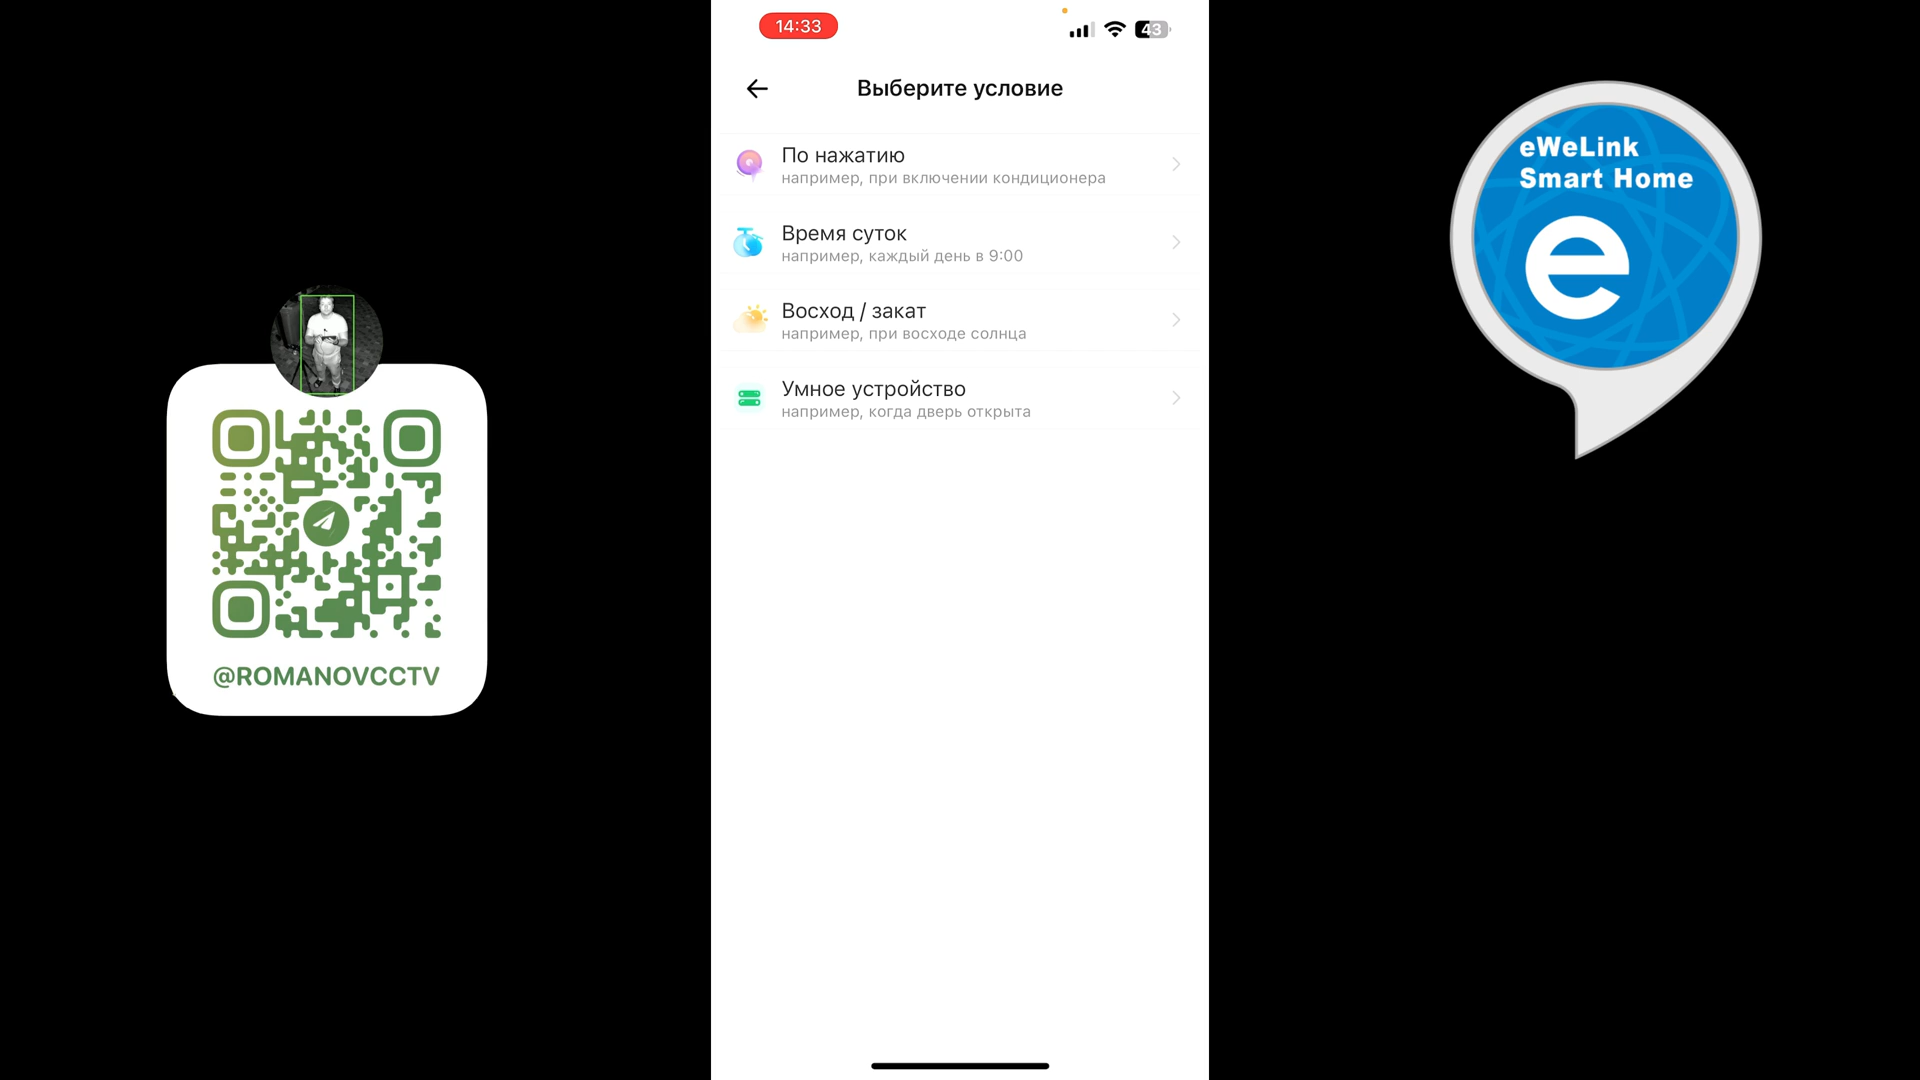 14:33
43
Выберите условие
По нажатию
например, при включении кондиционера
Время суток
например, каждый день в 9:00
Восход / закат
например, при восходе солнца
Умное устройство
например, когда дверь открыта
@ROMANOVCCTV
eWeLink
Smart Home
e